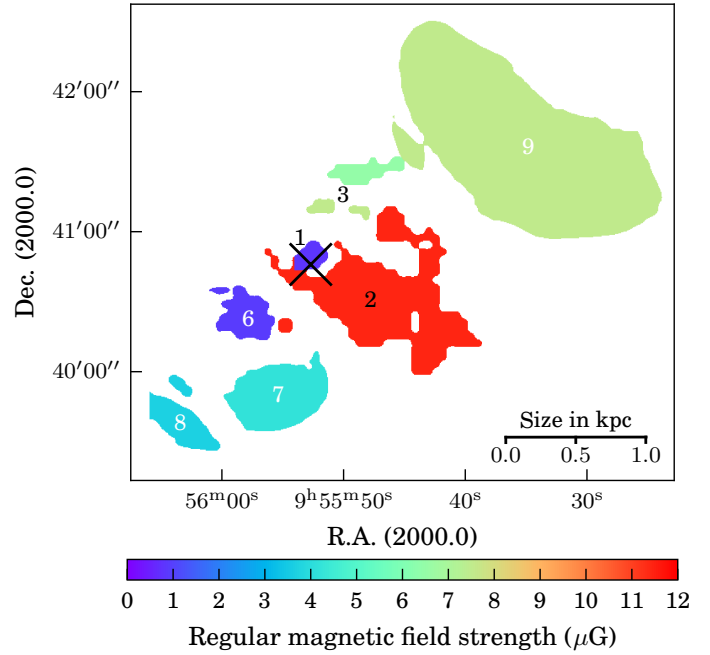 42′00″
9
3
41′00″
1
2
6
40′00″
7
8
Size in kpc
0.0 0.5 1.0
56ᵐ00ˢ 9ʰ55ᵐ50ˢ 40ˢ 30ˢ
Dec. (2000.0)
R.A. (2000.0)
0 1 2 3 4 5 6 7 8 9 10 11 12
Regular magnetic field strength (μG)